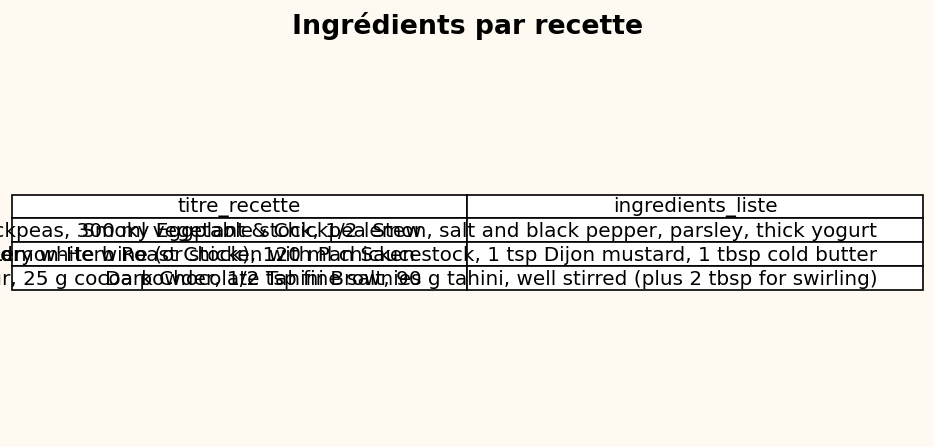 Ingrédients par recette
titre_recette ingredients_liste
Smoky Eggplant & Chickpea Stew 300 ml vegetable stock, 1/2 lemon, salt and black pepper, parsley, thick yogurt
Lemon-Herb Roast Chicken with Pan Sauce dry white wine (or stock), 120 ml chicken stock, 1 tsp Dijon mustard, 1 tbsp cold butter
Dark Chocolate Tahini Brownies 25 g cocoa powder, 1/2 tsp fine salt, 90 g tahini, well stirred (plus 2 tbsp for swirling)